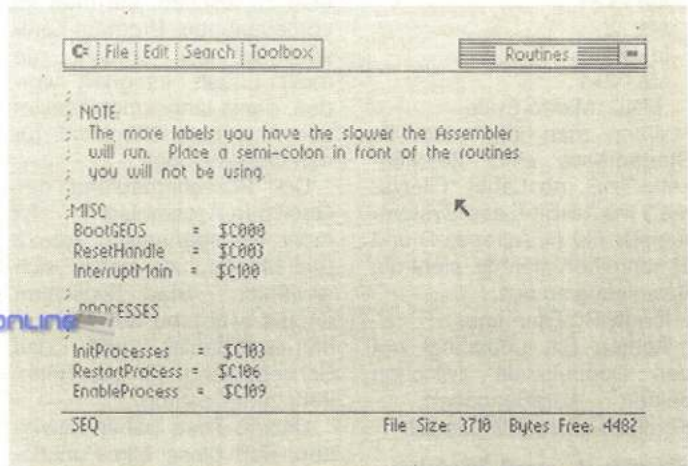 C= File Edit Search Toolbox
Routines
;
; NOTE
; The more labels you have the slower the Assembler
; will run. Place a semi-colon in front of the routines
; you will not be using.
;
;MISC
BootGEOS = $C000
ResetHandle = $C003
InterruptMain = $C100
;
; PROCESSES
;
InitProcesses = $C103
RestartProcess = $C106
EnableProcess = $C109
SEQ File Size: 3710 Bytes Free: 4482
ONLINE